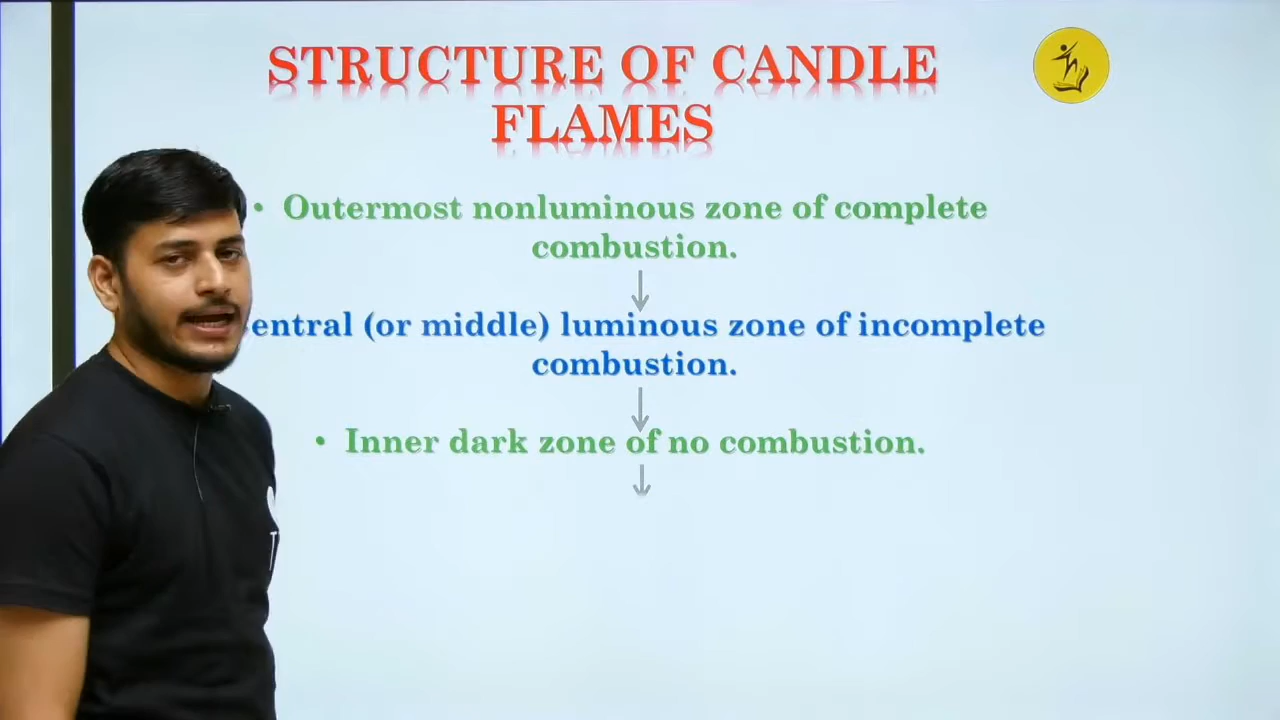 STRUCTURE OF CANDLE
FLAMES
• Outermost nonluminous zone of complete
combustion.
entral (or middle) luminous zone of incomplete
combustion.
• Inner dark zone of no combustion.
T